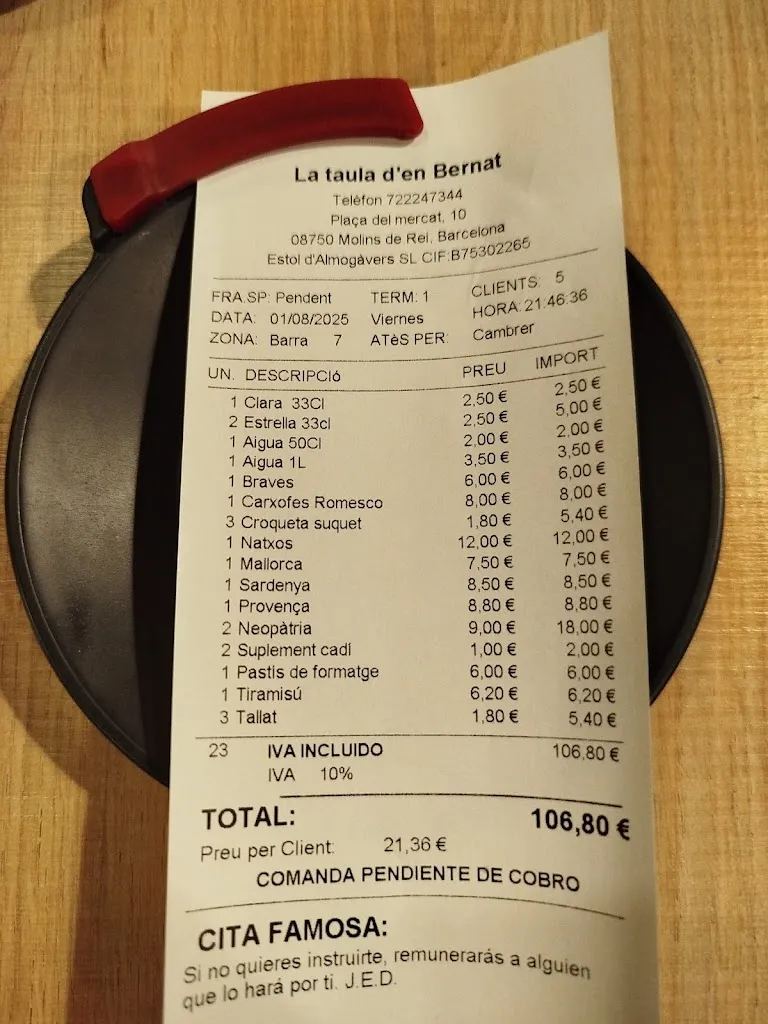 La taula d'en Bernat
Telèfon 722247344
Plaça del mercat, 10
08750 Molins de Rei, Barcelona
Estol d'Almogàvers SL CIF:B75302265
FRA.SP: Pendent TERM: 1 CLIENTS: 5
DATA: 01/08/2025 Viernes HORA: 21:46:36
ZONA: Barra 7 ATèS PER: Cambrer
UN. DESCRIPCIó PREU IMPORT
1 Clara 33Cl 2,50 € 2,50 €
2 Estrella 33cl 2,50 € 5,00 €
1 Aigua 50Cl 2,00 € 2,00 €
1 Aigua 1L 3,50 € 3,50 €
1 Braves 6,00 € 6,00 €
1 Carxofes Romesco 8,00 € 8,00 €
3 Croqueta suquet 1,80 € 5,40 €
1 Natxos 12,00 € 12,00 €
1 Mallorca 7,50 € 7,50 €
1 Sardenya 8,50 € 8,50 €
1 Provença 8,80 € 8,80 €
2 Neopàtria 9,00 € 18,00 €
2 Suplement cadí 1,00 € 2,00 €
1 Pastis de formatge 6,00 € 6,00 €
1 Tiramisú 6,20 € 6,20 €
3 Tallat 1,80 € 5,40 €
23 IVA INCLUIDO 106,80 €
IVA 10%
TOTAL: 106,80 €
Preu per Client: 21,36 €
COMANDA PENDIENTE DE COBRO
CITA FAMOSA:
Si no quieres instruirte, remunerarás a alguien
que lo hará por ti. J.E.D.